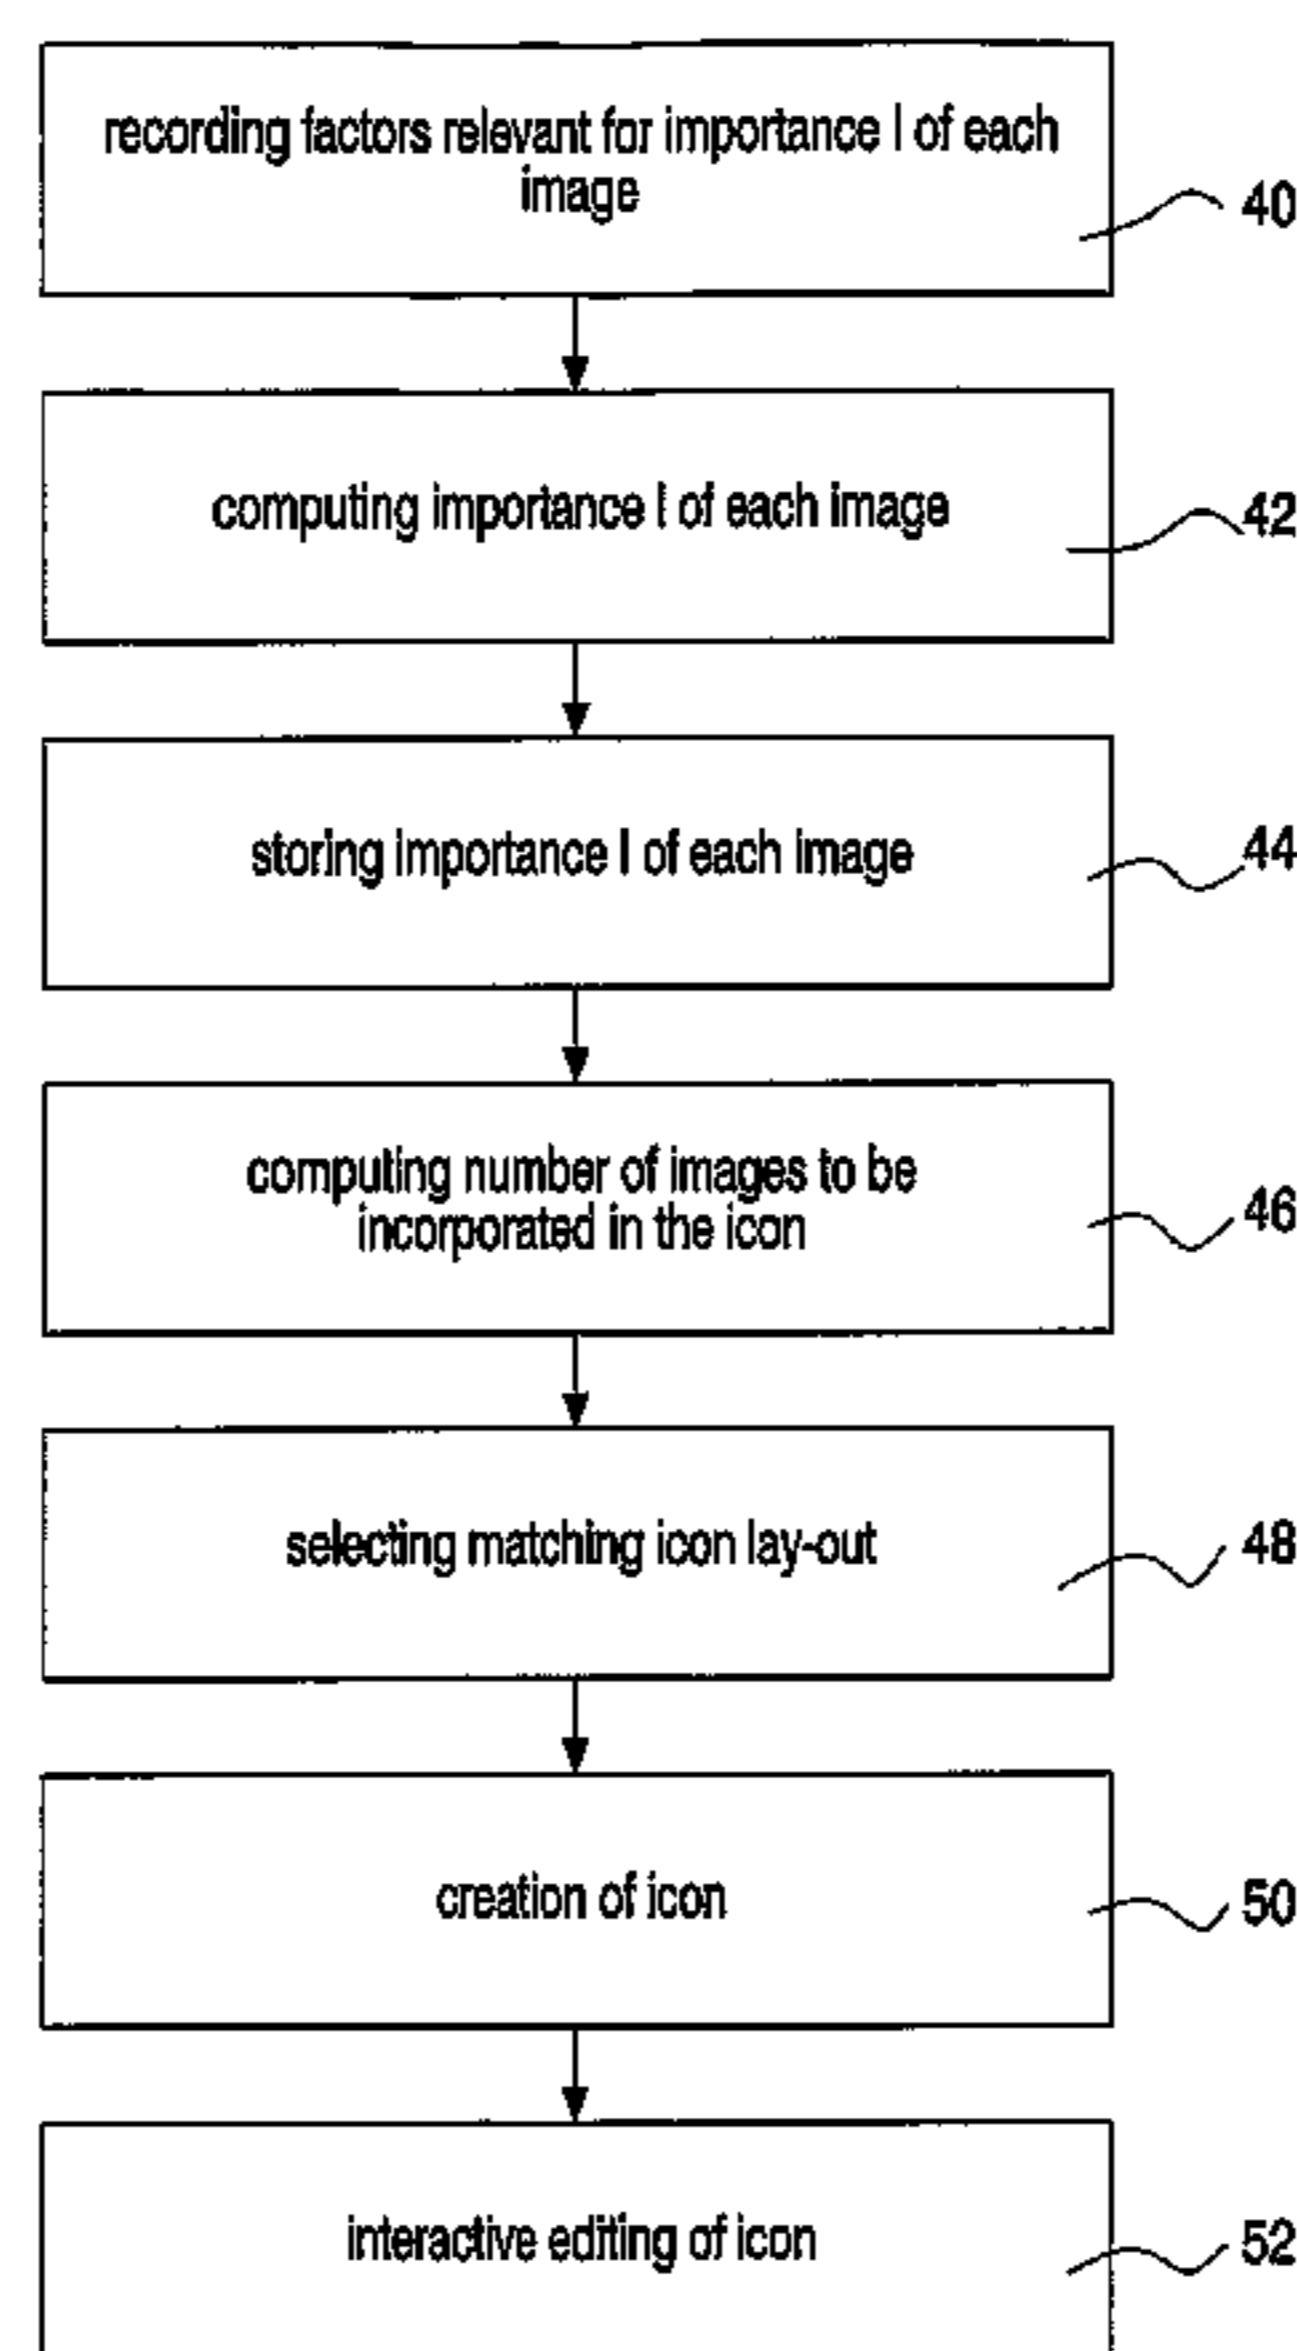 recording factors relevant for importance I of each
image
40
computing importance I of each image
42
storing importance I of each image
44
computing number of images to be
incorporated in the icon
46
selecting matching icon lay-out
48
creation of icon
50
interactive editing of icon
52